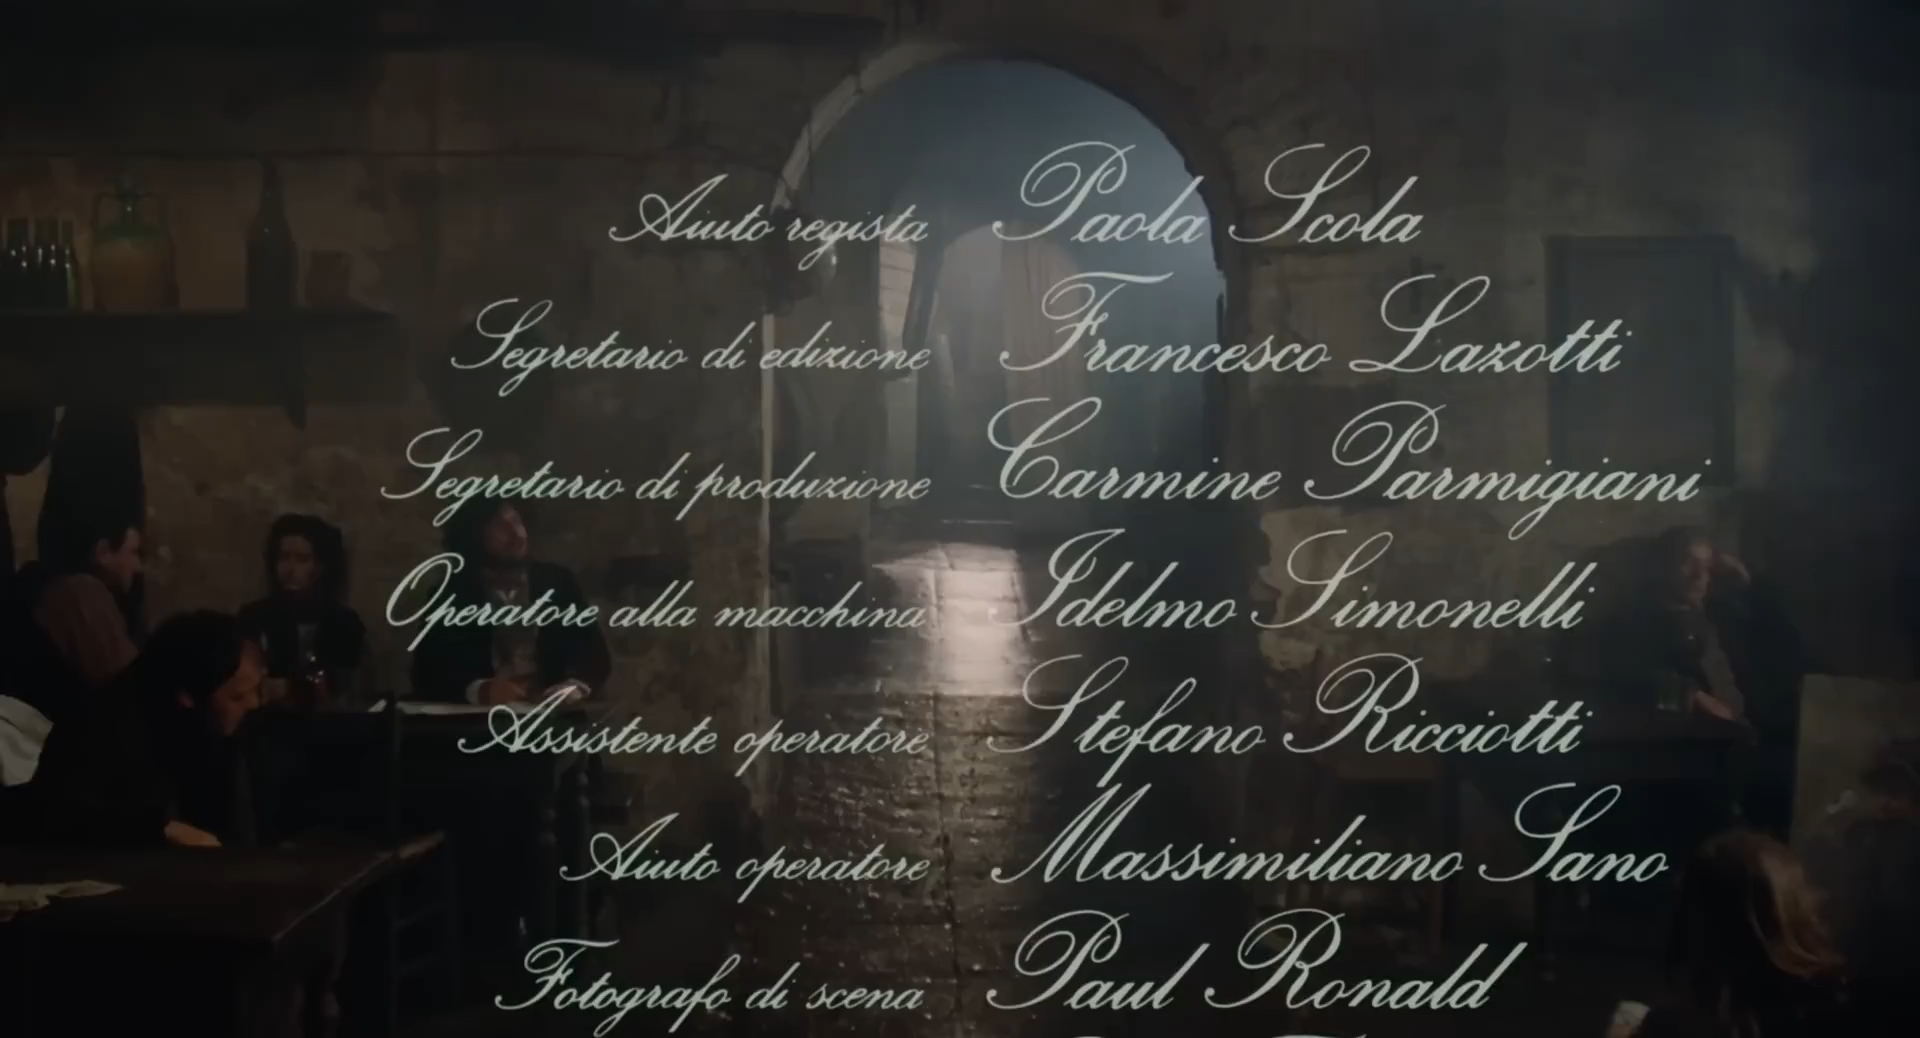 Aiuto regista Paola Scola
Segretario di edizione Francesco Lazotti
Segretario di produzione Carmine Parmigiani
Operatore alla macchina Idelmo Simonelli
Assistente operatore Stefano Ricciotti
Aiuto operatore Massimiliano Sano
Fotografo di scena Paul Ronald